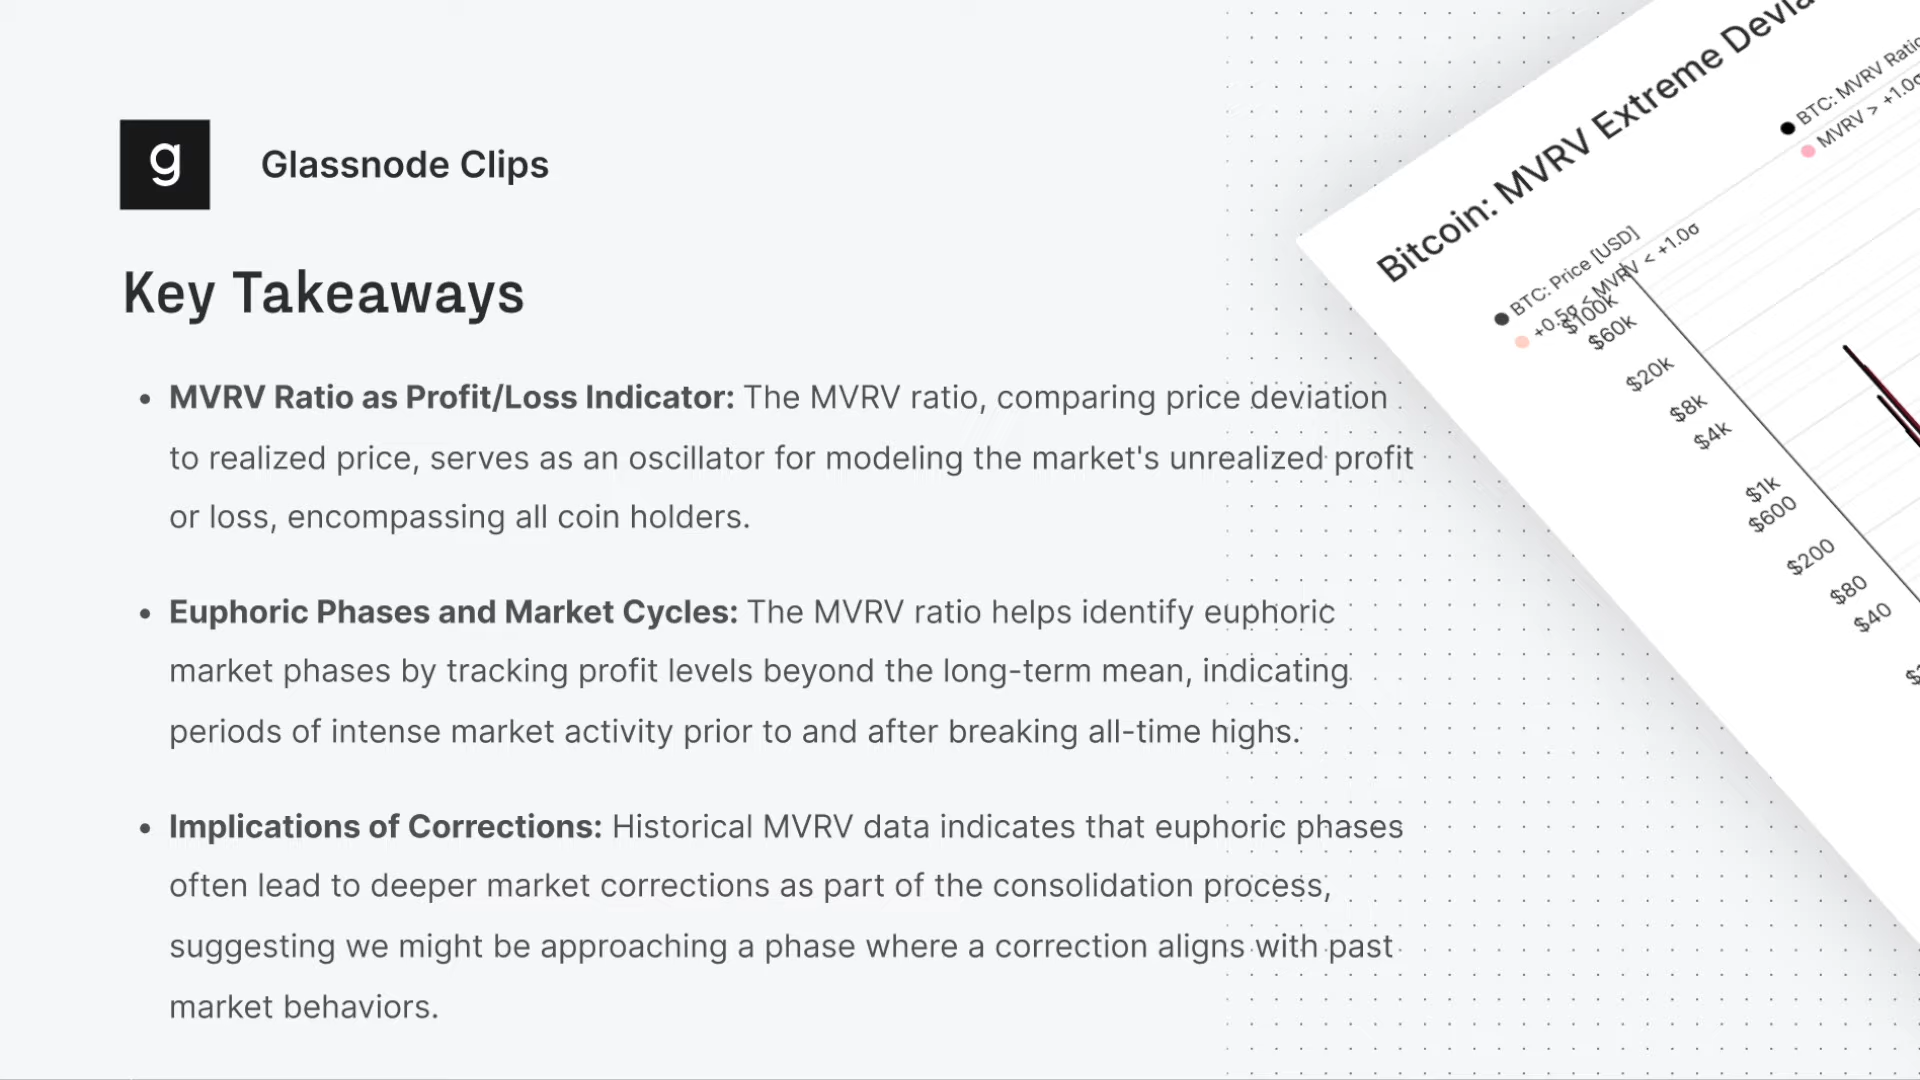 g
Glassnode Clips
Key Takeaways
• MVRV Ratio as Profit/Loss Indicator: The MVRV ratio, comparing price deviation
to realized price, serves as an oscillator for modeling the market's unrealized profit
or loss, encompassing all coin holders.
• Euphoric Phases and Market Cycles: The MVRV ratio helps identify euphoric
market phases by tracking profit levels beyond the long-term mean, indicating
periods of intense market activity prior to and after breaking all-time highs.
• Implications of Corrections: Historical MVRV data indicates that euphoric phases
often lead to deeper market corrections as part of the consolidation process,
suggesting we might be approaching a phase where a correction aligns with past
market behaviors.
Bitcoin: MVRV Extreme
BTC: Price [USD]
BTC: MVRV Ratio
+0.5σ < MVRV < +1.0σ
MVRV > +1.0σ
$100k
$60k
$20k
$8k
$4k
$1k
$600
$200
$80
$40